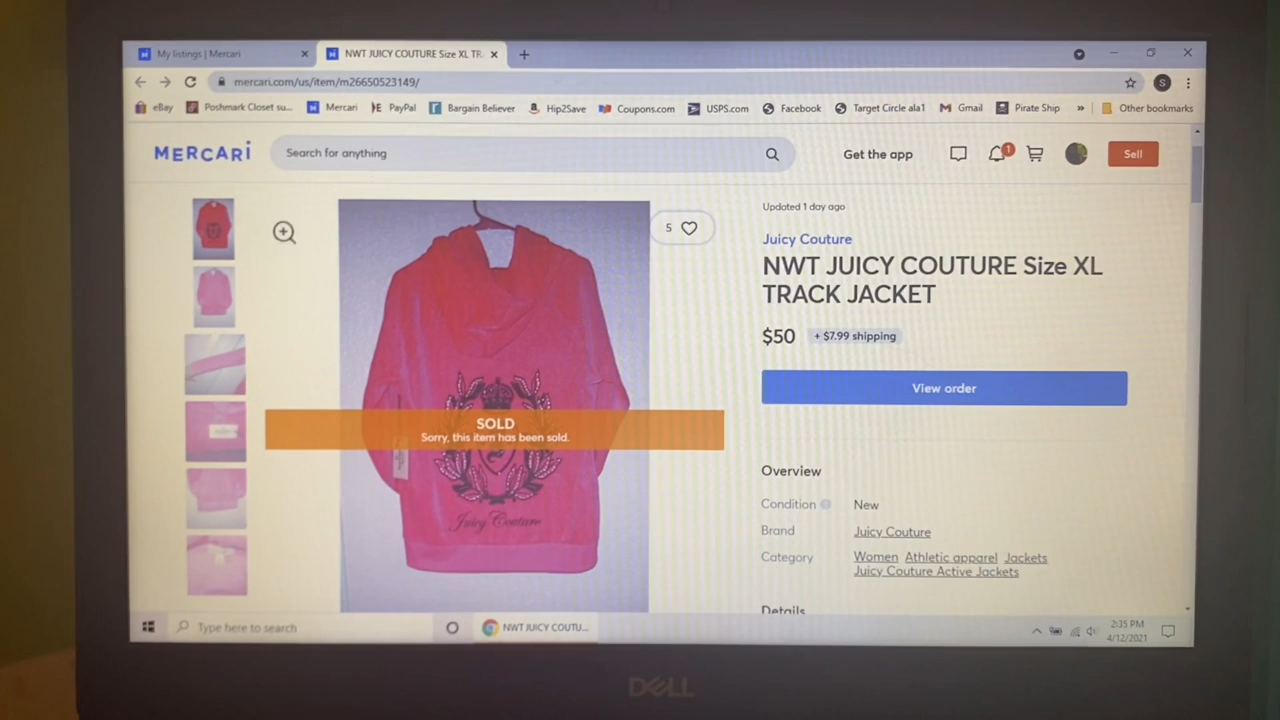 My listings | Mercari
NWT JUICY COUTURE Size XL TR
mercari.com/us/item/m26650523149/
S
eBay
Poshmark Closet su...
Mercari
PayPal
Bargain Believer
Hip2Save
Coupons.com
USPS.com
Facebook
Target Circle ala1
Gmail
Pirate Ship
»
Other bookmarks
MERCARI
Search for anything
Get the app
1
Sell
Updated 1 day ago
5
Juicy Couture
NWT JUICY COUTURE Size XL
TRACK JACKET
$50
+ $7.99 shipping
View order
SOLD
Sorry, this item has been sold.
Juicy Couture
Overview
Condition
New
Brand
Juicy Couture
Category
Women Athletic apparel Jackets
Juicy Couture Active Jackets
Details
Type here to search
NWT JUICY COUTU...
2:35 PM
4/12/2021
DELL